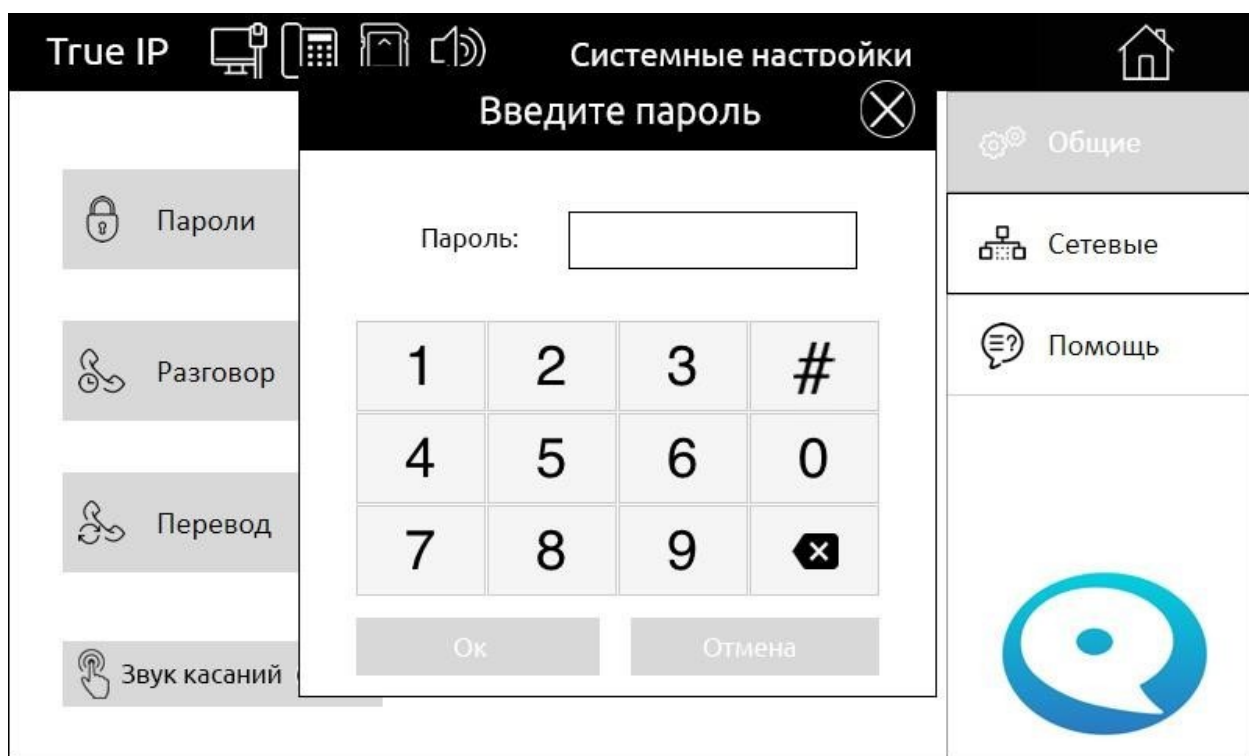 True IP
Системные настройки
Введите пароль
Общие
Пароли
Пароль:
Сетевые
Разговор
1 2 3 #
Помощь
4 5 6 0
Перевод
7 8 9
Ок
Отмена
Звук касаний